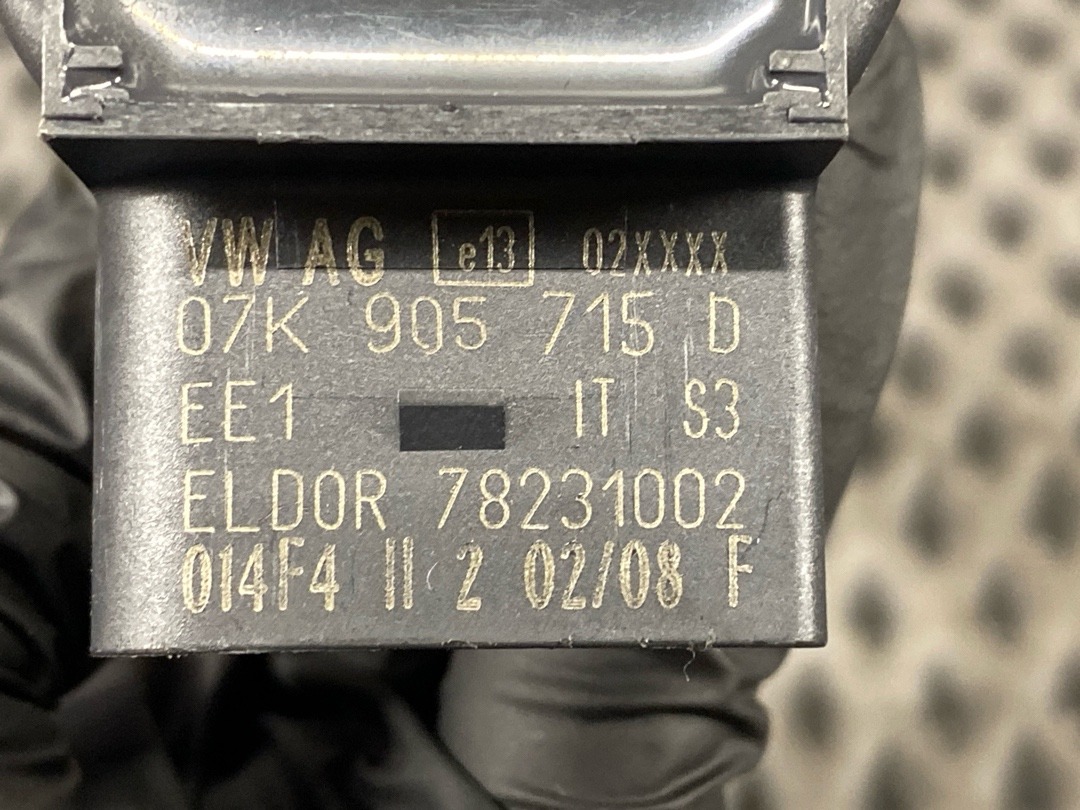 VW AG e13 02XXXX
07K 905 715 D
EE1 IT S3
ELDOR 78231002
014F4 II 2 02/08 F